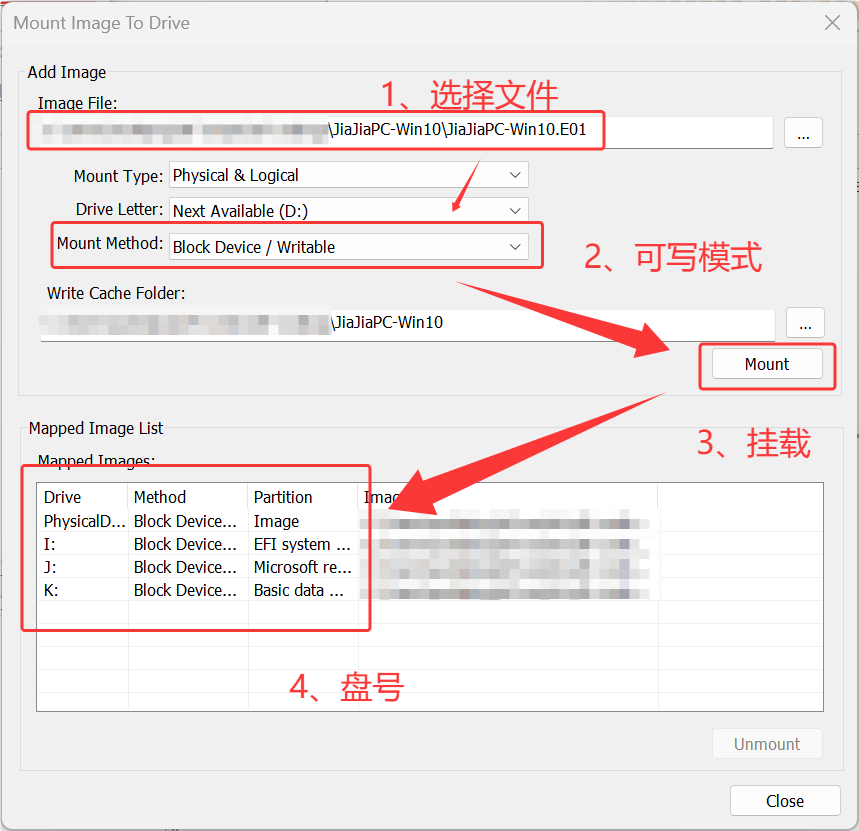 Mount Image To Drive
Add Image
1、选择文件
Image File:
\JiaJiaPC-Win10\JiaJiaPC-Win10.E01
...
Mount Type: Physical & Logical
Drive Letter: Next Available (D:)
Mount Method: Block Device / Writable
2、可写模式
Write Cache Folder:
\JiaJiaPC-Win10
...
Mount
Mapped Image List
3、挂载
Mapped Images:
Drive Method Partition Imag
PhysicalD... Block Device... Image
I: Block Device... EFI system ...
J: Block Device... Microsoft re...
K: Block Device... Basic data ...
4、盘号
Unmount
Close